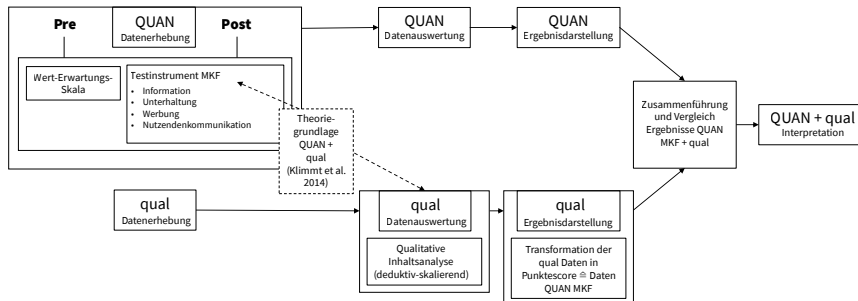 Pre
QUAN
Datenerhebung
Post
Wert-Erwartungs-
Skala
Testinstrument MKF
• Information
• Unterhaltung
• Werbung
• Nutzendenkommunikation
QUAN
Datenauswertung
QUAN
Ergebnisdarstellung
Theorie-
grundlage
QUAN +
qual
(Klimmt et al.
2014)
Zusammenführung
und Vergleich
Ergebnisse QUAN
MKF + qual
QUAN + qual
Interpretation
qual
Datenerhebung
qual
Datenauswertung
Qualitative
Inhaltsanalyse
(deduktiv-skalierend)
qual
Ergebnisdarstellung
Transformation der
qual Daten in
Punktescore ≙ Daten
QUAN MKF